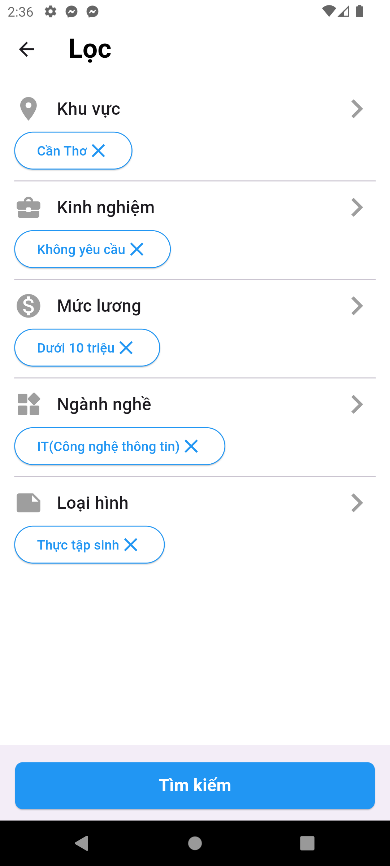 2:36
Lọc
Khu vực
Cần Thơ
Kinh nghiệm
Không yêu cầu
Mức lương
Dưới 10 triệu
Ngành nghề
IT(Công nghệ thông tin)
Loại hình
Thực tập sinh
Tìm kiếm